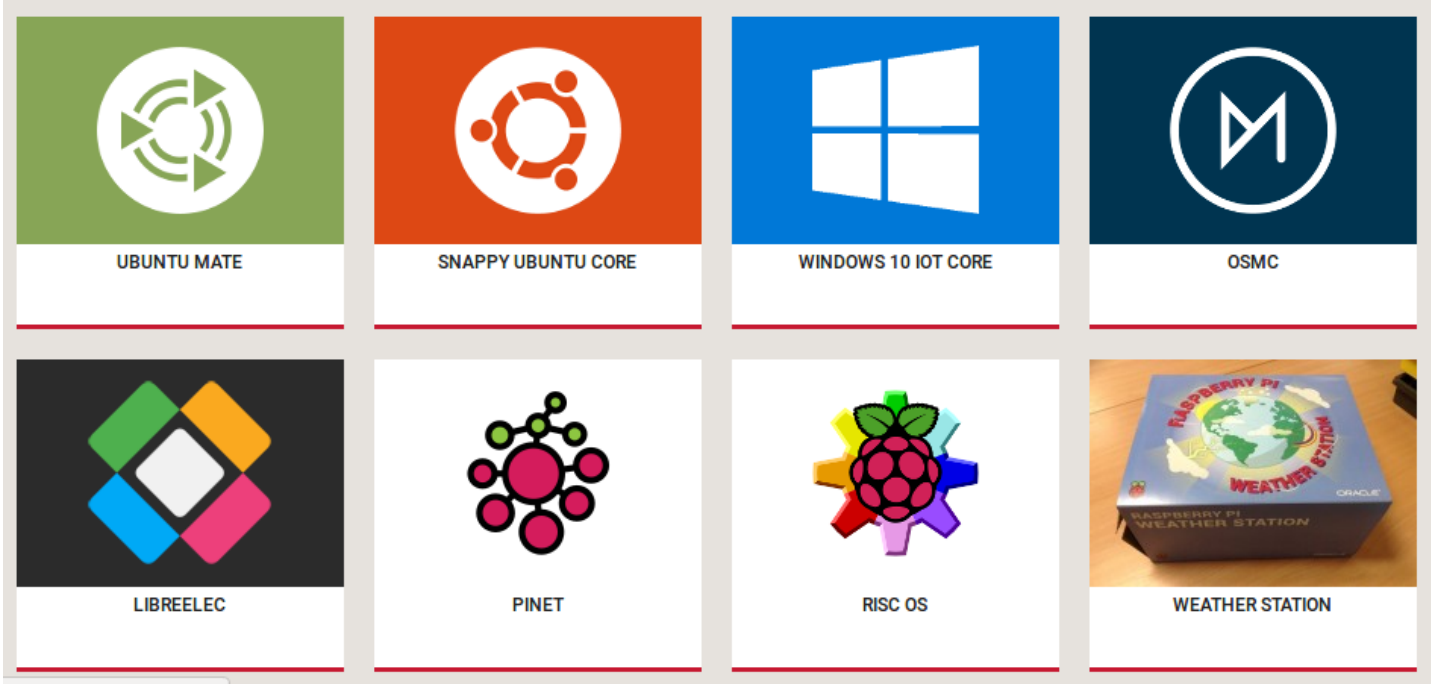 UBUNTU MATE
SNAPPY UBUNTU CORE
WINDOWS 10 IOT CORE
OSMC
RASPBERRY PI
WEATHER STATION
ORACLE
RASPBERRY PI
WEATHER STATION
LIBREELEC
PINET
RISC OS
WEATHER STATION